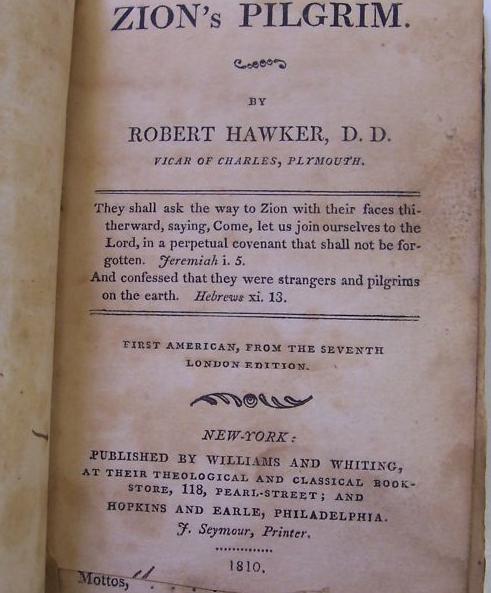 ZION's PILGRIM.
BY
ROBERT HAWKER, D. D.
VICAR OF CHARLES, PLYMOUTH.
They shall ask the way to Zion with their faces thi-
therward, saying, Come, let us join ourselves to the
Lord, in a perpetual covenant that shall not be for-
gotten. Jeremiah i. 5.
And confessed that they were strangers and pilgrims
on the earth. Hebrews xi. 13.
FIRST AMERICAN, FROM THE SEVENTH
LONDON EDITION.
NEW-YORK:
PUBLISHED BY WILLIAMS AND WHITING,
AT THEIR THEOLOGICAL AND CLASSICAL BOOK-
STORE, 118, PEARL-STREET; AND
HOPKINS AND EARLE, PHILADELPHIA.
J. Seymour, Printer.
1810.
Mottos,